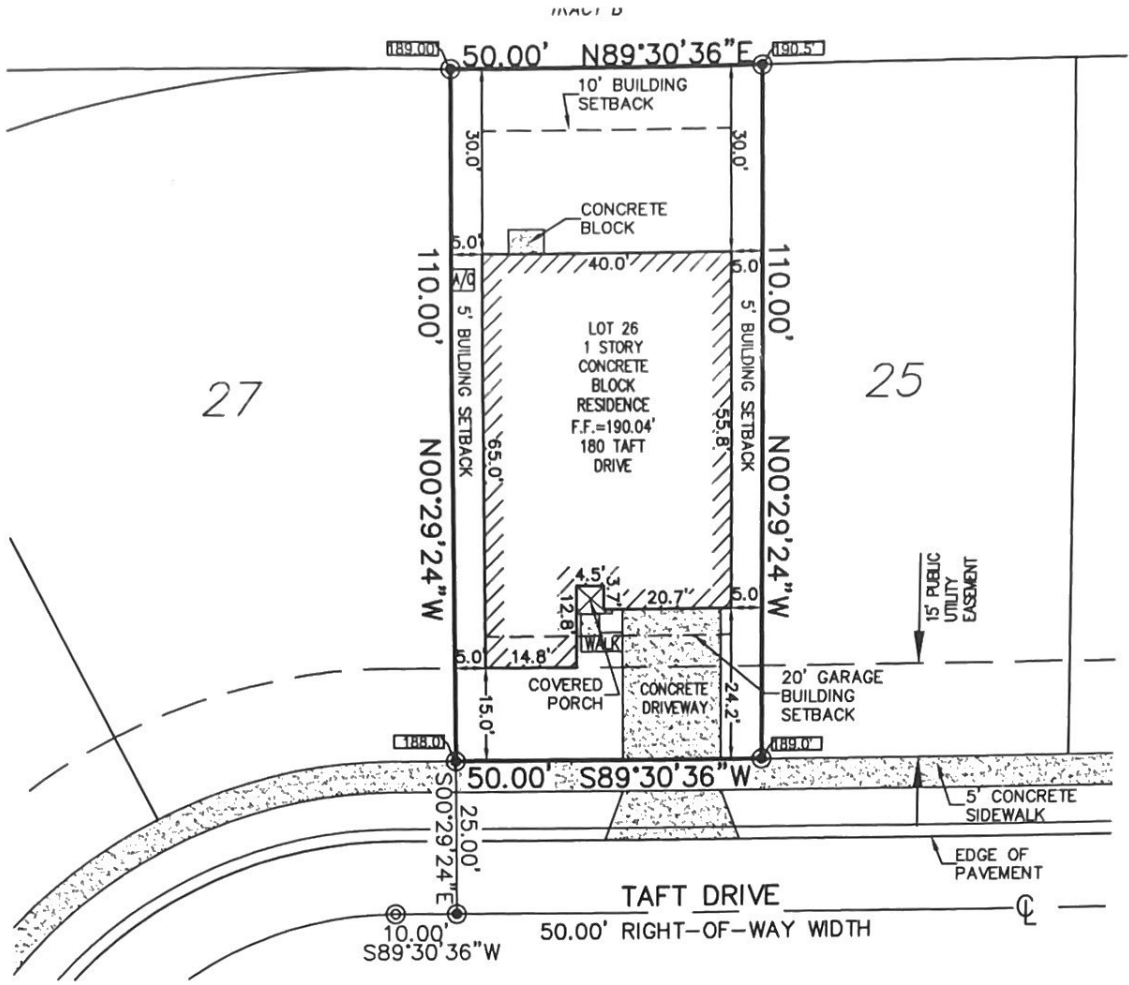 TRACT B
189.00'
50.00' N89°30'36"E
190.5'
10' BUILDING
SETBACK
30.0'
30.0'
CONCRETE
BLOCK
5.0'
40.0'
5.0'
A/C
110.00'
110.00'
5' BUILDING SETBACK
5' BUILDING SETBACK
LOT 26
1 STORY
CONCRETE
BLOCK
RESIDENCE
F.F.=190.04'
180 TAFT
DRIVE
27
25
65.0'
55.8'
N00°29'24"W
N00°29'24"W
15' PUBLIC
UTILITY
EASEMENT
4.5'
3.7'
12.8'
20.7'
5.0
WALK
5.0
14.8'
COVERED
PORCH
CONCRETE
DRIVEWAY
20' GARAGE
BUILDING
SETBACK
15.0'
24.2'
188.0'
189.0'
50.00' S89°30'36"W
S00°29'24"E
25.00'
5' CONCRETE
SIDEWALK
EDGE OF
PAVEMENT
TAFT DRIVE
CL
10.00'
50.00' RIGHT-OF-WAY WIDTH
S89°30'36"W